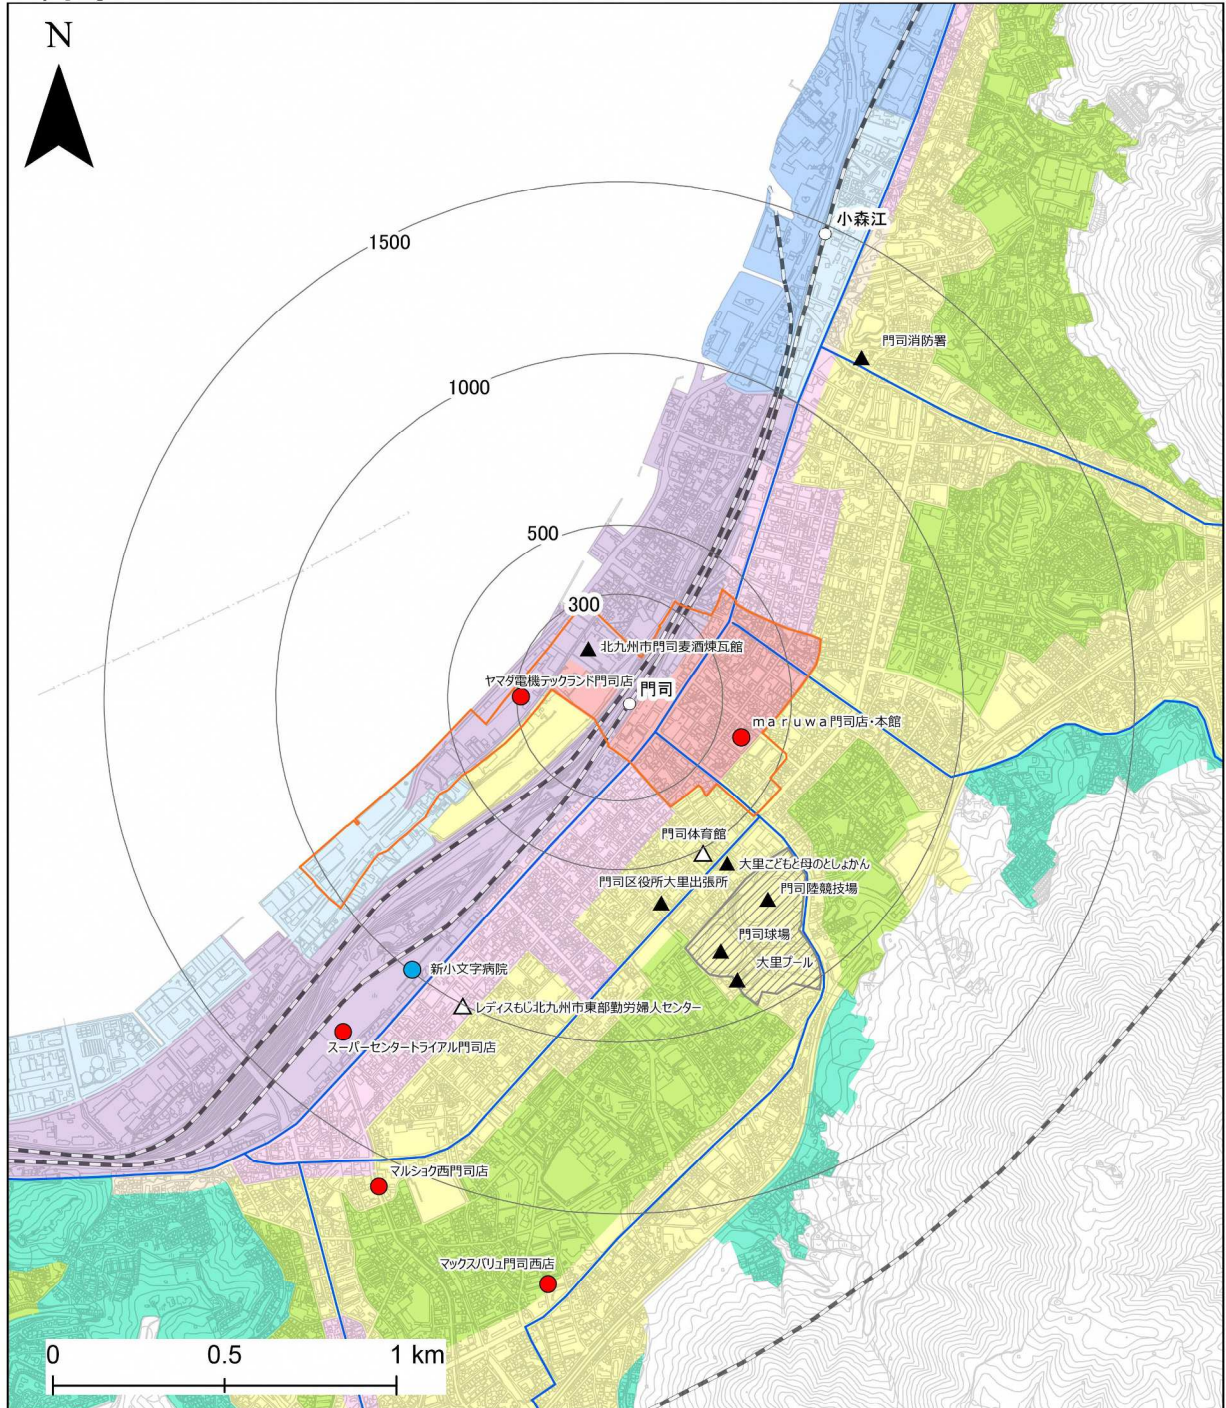 N
小森江
1500
門司消防署
1000
500
300
北九州市門司麦酒煉瓦館
ヤマダ電機テックランド門司店
門司
maruwa門司店・本館
門司体育館
大里こどもと母のとしょかん
門司区役所大里出張所
門司陸競技場
門司球場
大里プール
新小文字病院
レディスもじ北九州市東部勤労婦人センター
スーパーセンタートライアル門司店
マルショク西門司店
マックスバリュ門司西店
0 0.5 1 km